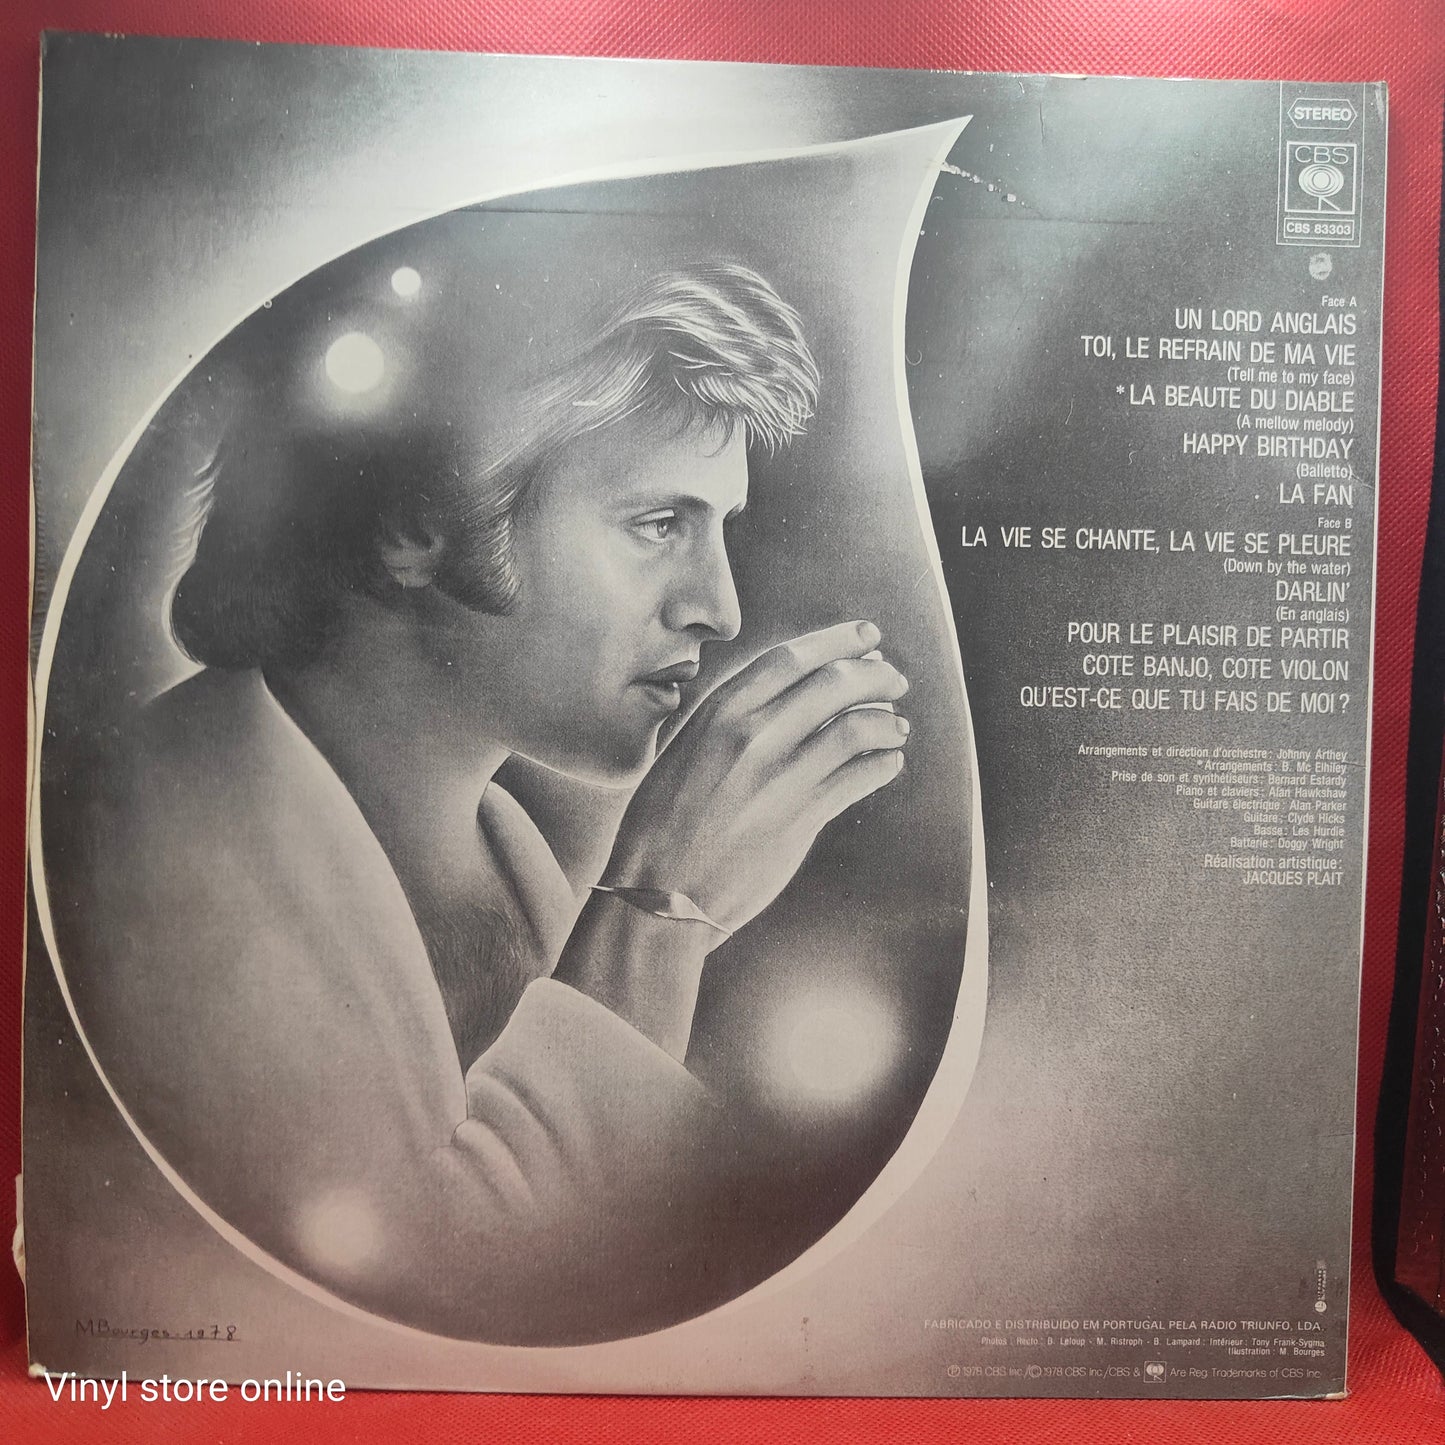 STEREO
CBS
CBS 83303
Face A
UN LORD ANGLAIS
TOI, LE REFRAIN DE MA VIE
(Tell me to my face)
*LA BEAUTE DU DIABLE
(A mellow melody)
HAPPY BIRTHDAY
(Balletto)
LA FAN
Face B
LA VIE SE CHANTE, LA VIE SE PLEURE
(Down by the water)
DARLIN'
(En anglais)
POUR LE PLAISIR DE PARTIR
COTE BANJO, COTE VIOLON
QU'EST-CE QUE TU FAIS DE MOI?
Arrangements et direction d'orchestre: Johnny Arthey
*Arrangements: B. Mc Elhiley
Prise de son et synthétiseurs: Bernard Estardy
Piano et claviers: Alan Hawkshaw
Guitare électrique: Alan Parker
Guitare: Clyde Hicks
Basse: Les Hurdle
Batterie: Doggy Wright
Réalisation artistique:
JACQUES PLAIT
MBourges.1978
FABRICADO E DISTRIBUIDO EM PORTUGAL PELA RADIO TRIUNFO, LDA.
Photos: Recto: B. Leloup - M. Ristroph - B. Lampard: Intérieur: Tony Frank-Sygma
Illustration: M. Bourges
℗ 1978 CBS Inc./© 1978 CBS Inc/CBS & Are Reg Trademarks of CBS Inc
Vinyl store online